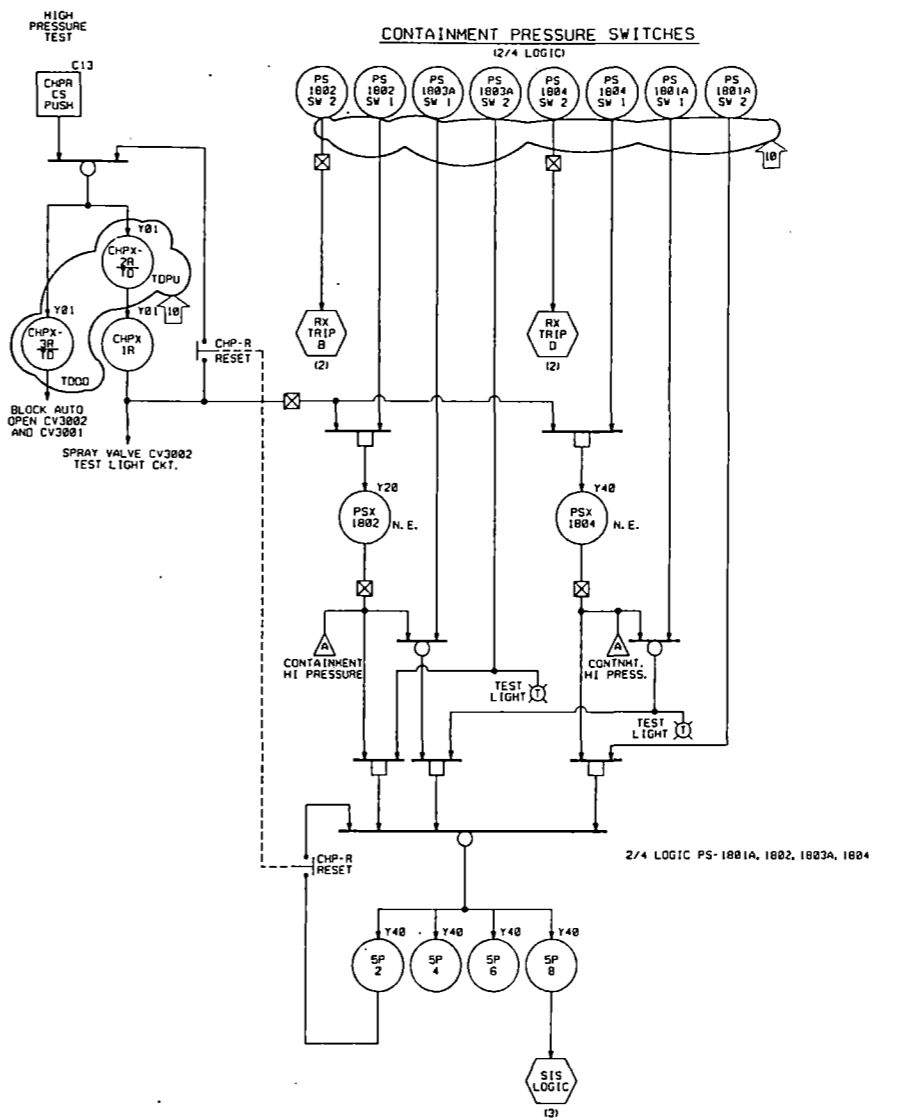 HIGH
PRESSURE
TEST
CONTAINMENT PRESSURE SWITCHES
(2/4 LOGIC)
C13
CHPR
CS
PUSH
PS
1802
SW 2
PS
1802
SW 1
PS
1803A
SW 1
PS
1803A
SW 2
PS
1804
SW 2
PS
1804
SW 1
PS
1801A
SW 1
PS
1801A
SW 2
10
Y01
CHPX-
2R
TD
TDPU
10
Y01
CHPX-
3R
TD
TDDO
Y01
CHPX
1R
CHP-R
RESET
RX
TRIP
B
(2)
RX
TRIP
D
(2)
BLOCK AUTO
OPEN CV3002
AND CV3001
SPRAY VALVE CV3002
TEST LIGHT CKT.
Y20
PSX
1802
N.E.
Y40
PSX
1804
N.E.
A
CONTAINMENT
HI PRESSURE
A
CONTNMT.
HI PRESS.
TEST
LIGHT
T
TEST
LIGHT
T
CHP-R
RESET
2/4 LOGIC PS-1801A, 1802, 1803A, 1804
Y40
5P
2
Y40
5P
4
Y40
5P
6
Y40
5P
8
SIS
LOGIC
(3)